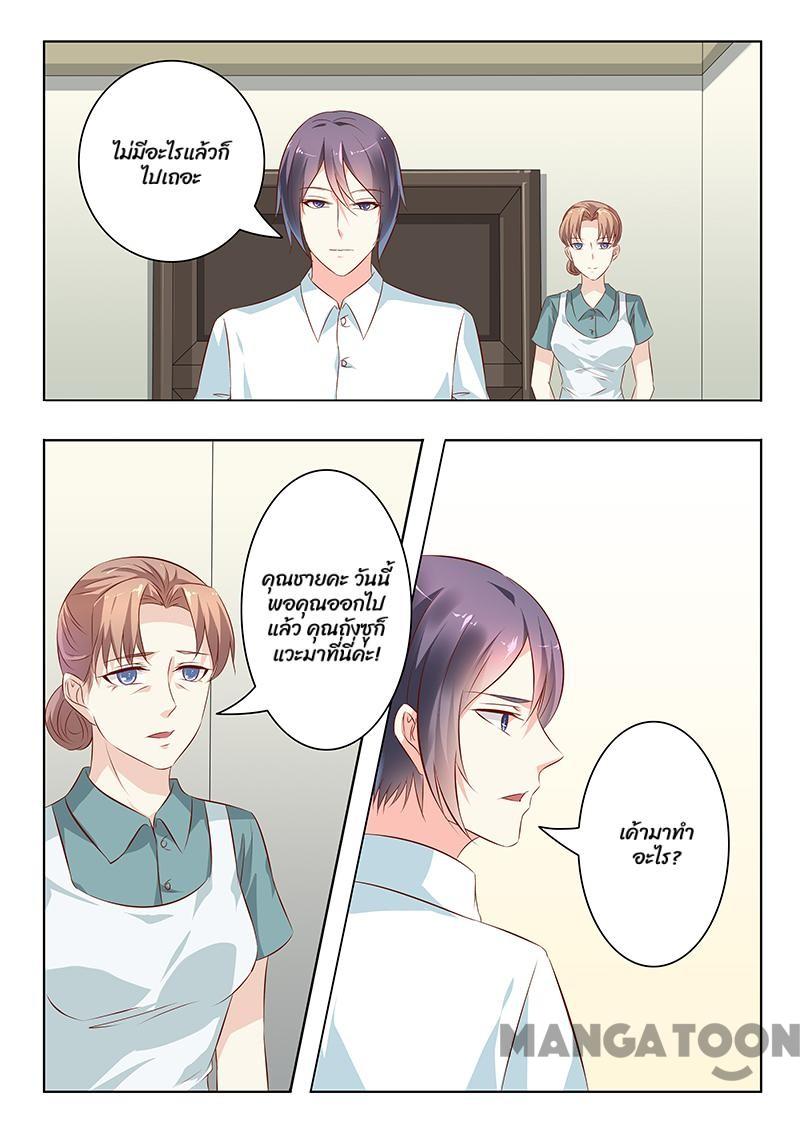 ไม่มีอะไรแล้วก็
ไปเถอะ
คุณชายคะ วันนี้
พอคุณออกไป
แล้ว คุณถังซูก็
แวะมาที่นี่คะ!
เค้ามาทำ
อะไร?
MANGATOON